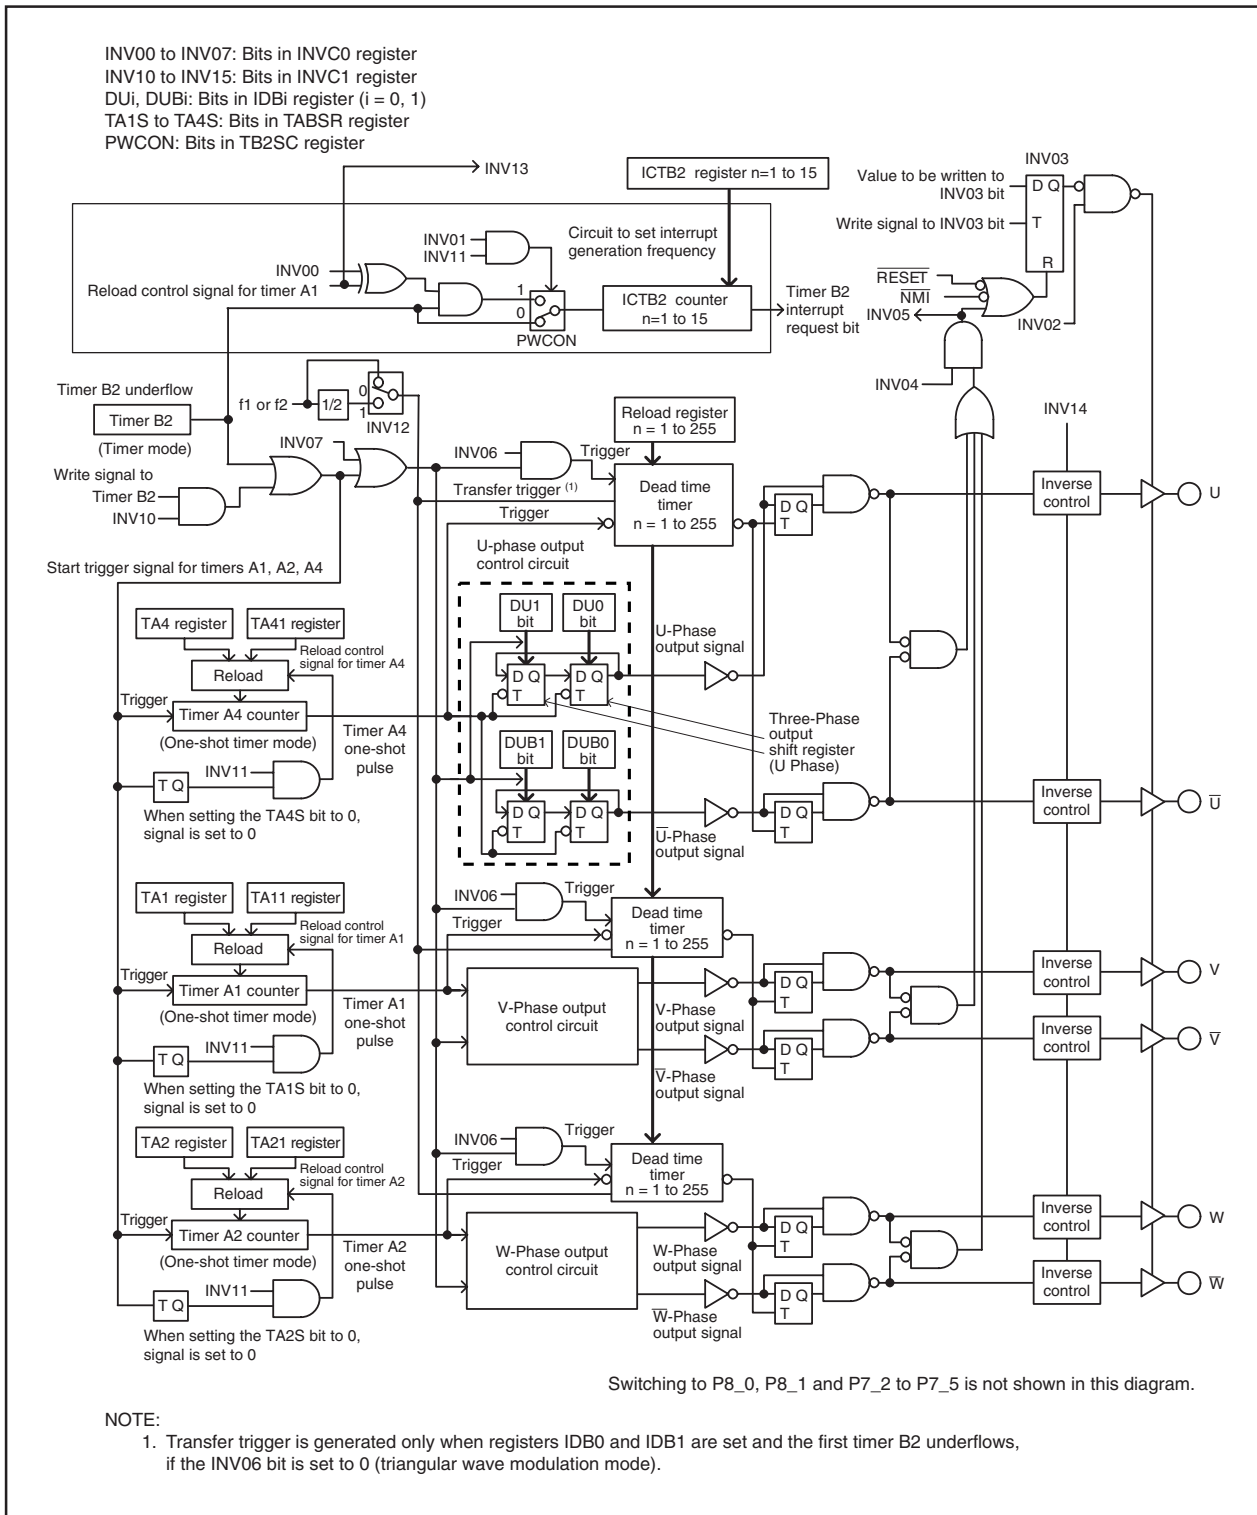 INV00 to INV07: Bits in INVC0 register
INV10 to INV15: Bits in INVC1 register
DUi, DUBi: Bits in IDBi register (i = 0, 1)
TA1S to TA4S: Bits in TABSR register
PWCON: Bits in TB2SC register
INV13
ICTB2 register n=1 to 15
INV03
Value to be written to
INV03 bit
D Q
Write signal to INV03 bit
T
R
INV01
INV11
Circuit to set interrupt
generation frequency
INV00
Reload control signal for timer A1
1
0
PWCON
ICTB2 counter
n=1 to 15
Timer B2
interrupt
request bit
R̅E̅S̅E̅T̅
N̅M̅I̅
INV05
INV02
INV04
Timer B2 underflow
Timer B2
(Timer mode)
f1 or f2
1/2
0
1
INV12
INV07
Write signal to
Timer B2
INV10
Reload register
n = 1 to 255
INV14
INV06
Trigger
Transfer trigger (1)
Trigger
Dead time
timer
n = 1 to 255
D Q
T
Inverse
control
U
Start trigger signal for timers A1, A2, A4
U-phase output
control circuit
TA4 register
TA41 register
Reload control
signal for timer A4
Reload
Trigger
Timer A4 counter
(One-shot timer mode)
Timer A4
one-shot
pulse
INV11
T Q
When setting the TA4S bit to 0,
signal is set to 0
DU1
bit
DU0
bit
D Q
T
D Q
T
U-Phase
output signal
Three-Phase
output
shift register
(U Phase)
DUB1
bit
DUB0
bit
D Q
T
D Q
T
U̅-Phase
output signal
D Q
T
Inverse
control
U̅
TA1 register
TA11 register
Reload control
signal for timer A1
Reload
Trigger
Timer A1 counter
(One-shot timer mode)
Timer A1
one-shot
pulse
INV11
T Q
When setting the TA1S bit to 0,
signal is set to 0
INV06
Trigger
Trigger
Dead time
timer
n = 1 to 255
V-Phase output
control circuit
V-Phase
output signal
V̅-Phase
output signal
D Q
T
D Q
T
Inverse
control
V
Inverse
control
V̅
TA2 register
TA21 register
Reload control
signal for timer A2
Reload
Trigger
Timer A2 counter
(One-shot timer mode)
Timer A2
one-shot
pulse
INV11
T Q
When setting the TA2S bit to 0,
signal is set to 0
INV06
Trigger
Trigger
Dead time
timer
n = 1 to 255
W-Phase output
control circuit
W-Phase
output signal
W̅-Phase
output signal
D Q
T
D Q
T
Inverse
control
W
Inverse
control
W̅
Switching to P8_0, P8_1 and P7_2 to P7_5 is not shown in this diagram.
NOTE:
1. Transfer trigger is generated only when registers IDB0 and IDB1 are set and the first timer B2 underflows,
if the INV06 bit is set to 0 (triangular wave modulation mode).